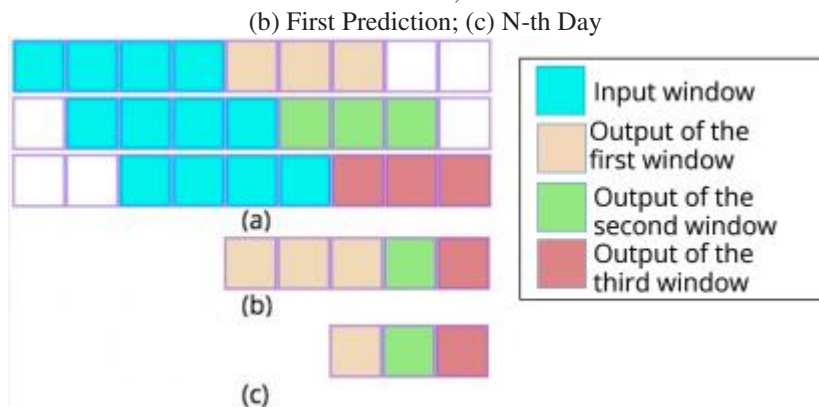 (b) First Prediction; (c) N-th Day
Input window
Output of the
first window
Output of the
second window
Output of the
third window
(a)
(b)
(c)